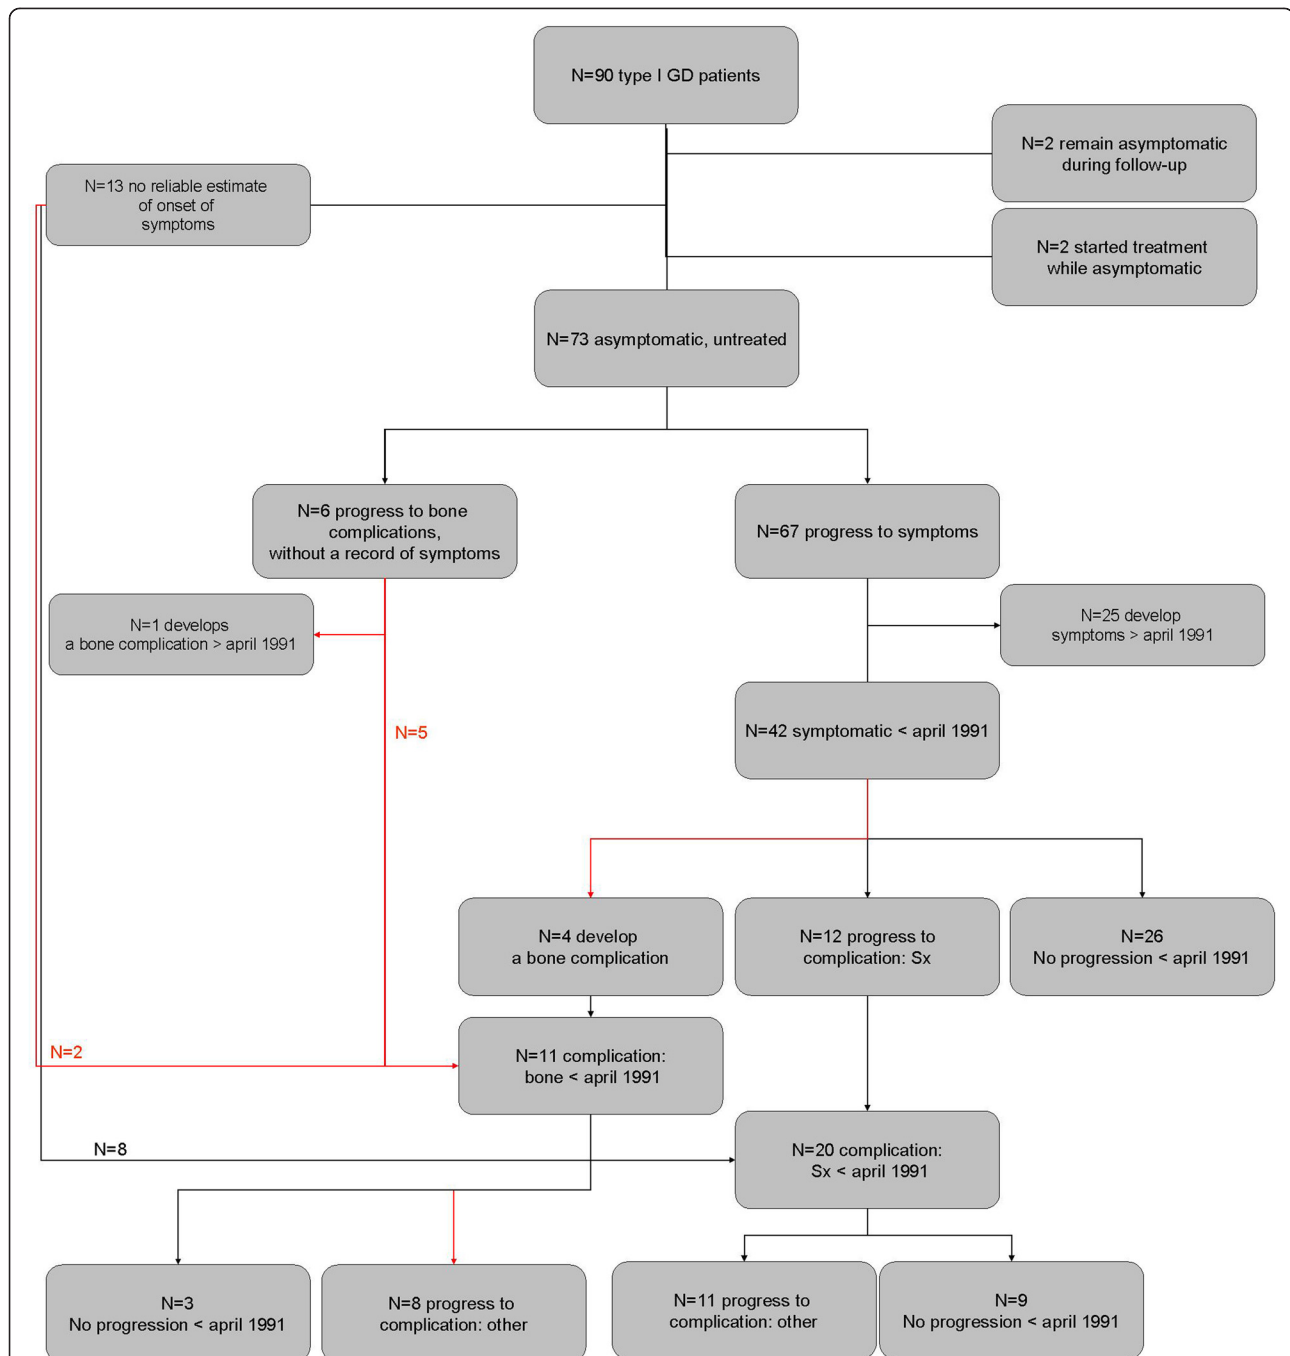 N=90 type I GD patients
N=2 remain asymptomatic
during follow-up
N=13 no reliable estimate
of onset of
symptoms
N=2 started treatment
while asymptomatic
N=73 asymptomatic, untreated
N=6 progress to bone
complications,
without a record of symptoms
N=67 progress to symptoms
N=1 develops
a bone complication > april 1991
N=25 develop
symptoms > april 1991
N=5
N=42 symptomatic < april 1991
N=4 develop
a bone complication
N=12 progress to
complication: Sx
N=26
No progression < april 1991
N=2
N=11 complication:
bone < april 1991
N=8
N=20 complication:
Sx < april 1991
N=3
No progression < april 1991
N=8 progress to
complication: other
N=11 progress to
complication: other
N=9
No progression < april 1991